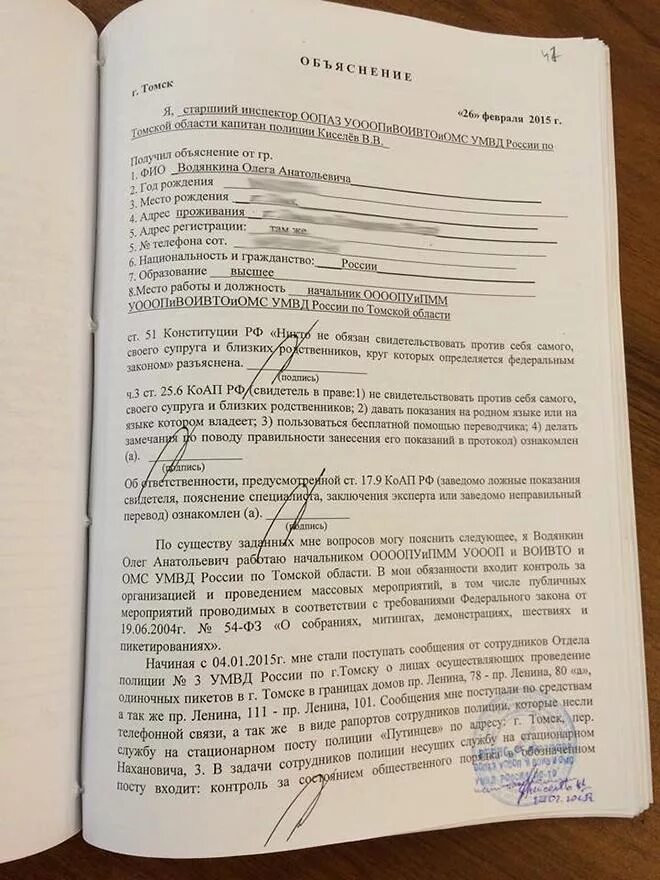 47
ОБЪЯСНЕНИЕ
г. Томск
«26» февраля 2015 г.
Я, старшиий инспектор ООПАЗ УОООПиВОИВТОиОМС УМВД России по
Томской области капитан полиции Киселёв В.В.
Получил объяснение от гр.
1. ФИО Водянкина Олега Анатольевича
2. Год рождения
3. Место рождения
4. Адрес проживания
5. Адрес регистрации: там же
5. № телефона сот.
6. Национальность и гражданство: России
7. Образование высшее
8.Место работы и должность начальник ООООПУиПММ
УОООПиВОИВТОиОМС УМВД России по Томской области
ст. 51 Конституции РФ «Никто не обязан свидетельствовать против себя самого,
своего супруга и близких родственников, круг которых определяется федеральным
законом» разъяснена.
(подпись)
ч.3 ст. 25.6 КоАП РФ (свидетель в праве:1) не свидетельствовать против себя самого,
своего супруга и близких родственников; 2) давать показания на родном языке или на
языке котором владеет; 3) пользоваться бесплатной помощью переводчика; 4) делать
замечания по поводу правильности занесения его показаний в протокол) ознакомлен
(а).
(подпись)
Об ответственности, предусмотренной ст. 17.9 КоАП РФ (заведомо ложные показания
свидетеля, пояснение специалиста, заключения эксперта или заведомо неправильный
перевод) ознакомлен (а).
(подпись)
По существу заданных мне вопросов могу пояснить следующее, я Водянкин
Олег Анатольевич работаю начальником ООООПУиПММ УОООП и ВОИВТО и
ОМС УМВД России по Томской области. В мои обязанности входит контроль за
организацией и проведением массовых мероприятий, в том числе публичных
мероприятий проводимых в соответствии с требованиями Федерального закона от
19.06.2004г. № 54-ФЗ «О собраниях, митингах, демонстрациях, шествиях и
пикетированиях».
Начиная с 04.01.2015г. мне стали поступать сообщения от сотрудников Отдела
полиции № 3 УМВД России по г.Томску о лицах осуществляющих проведение
одиночных пикетов в г. Томске в границах домов пр. Ленина, 78 - пр. Ленина, 80 «а»,
а так же пр. Ленина, 111 - пр. Ленина, 101. Сообщения мне поступали по средствам
телефонной связи, а так же в виде рапортов сотрудников полиции, которые несли
службу на стационарном посту полиции «Путинцев» по адресу: г. Томск, пер.
Нахановича, 3. В задачи сотрудников полиции несущих службу на стационарном
посту входит: контроль за состоянием общественного порядка в обозначенном